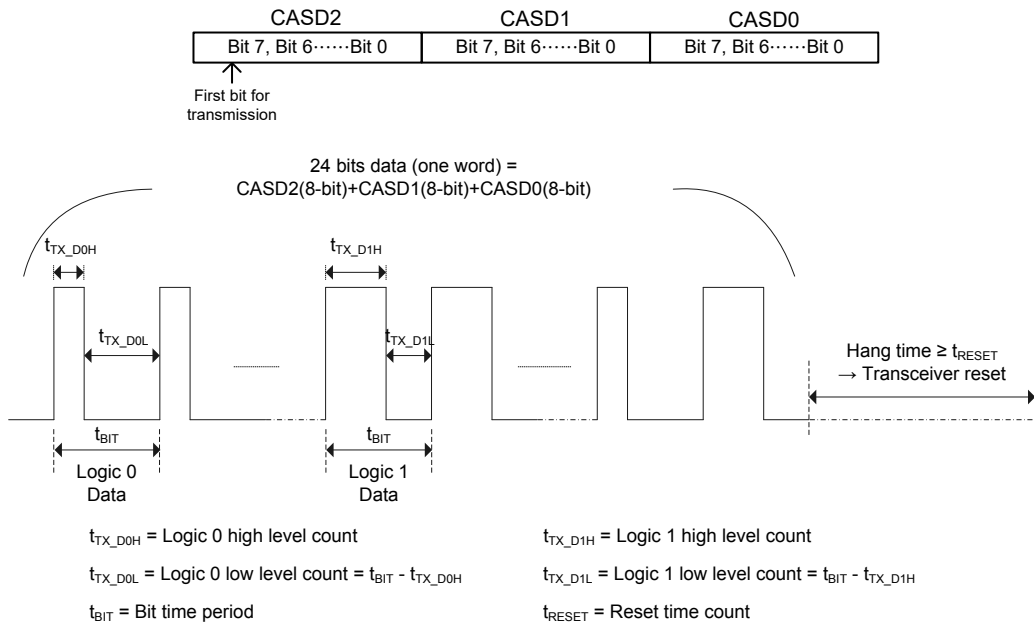 CASD2 CASD1 CASD0
Bit 7, Bit 6······Bit 0 Bit 7, Bit 6······Bit 0 Bit 7, Bit 6······Bit 0
First bit for
transmission
24 bits data (one word) =
CASD2(8-bit)+CASD1(8-bit)+CASD0(8-bit)
tTX_D0H tTX_D1H
tTX_D0L tTX_D1L
Hang time ≥ tRESET
→ Transceiver reset
tBIT tBIT
Logic 0 Logic 1
Data Data
tTX_D0H = Logic 0 high level count tTX_D1H = Logic 1 high level count
tTX_D0L = Logic 0 low level count = tBIT - tTX_D0H tTX_D1L = Logic 1 low level count = tBIT - tTX_D1H
tBIT = Bit time period tRESET = Reset time count